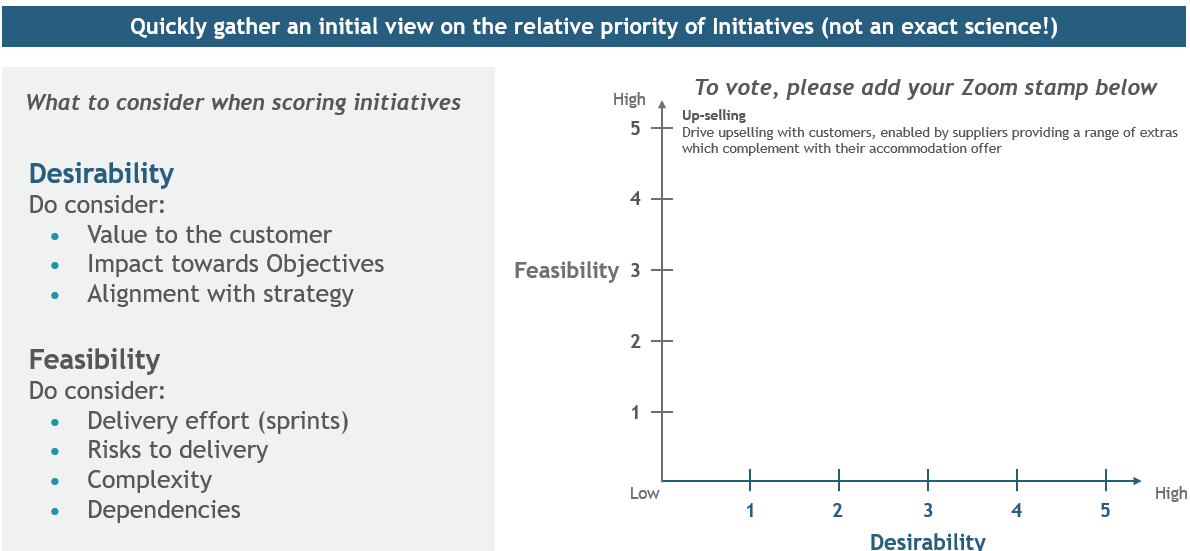 Quickly gather an initial view on the relative priority of Initiatives (not an exact science!)
What to consider when scoring initiatives
Desirability
Do consider:
• Value to the customer
• Impact towards Objectives
• Alignment with strategy
Feasibility
Do consider:
• Delivery effort (sprints)
• Risks to delivery
• Complexity
• Dependencies
To vote, please add your Zoom stamp below
High
Up-selling
Drive upselling with customers, enabled by suppliers providing a range of extras
which complement with their accommodation offer
5
4
Feasibility 3
2
1
Low
High
1 2 3 4 5
Desirability